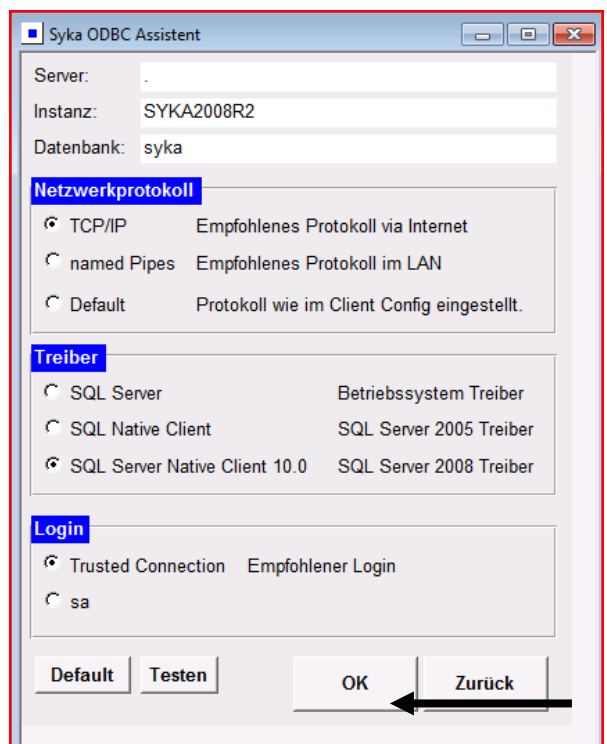 Syka ODBC Assistent
Server: .
Instanz: SYKA2008R2
Datenbank: syka
Netzwerkprotokoll
TCP/IP Empfohlenes Protokoll via Internet
named Pipes Empfohlenes Protokoll im LAN
Default Protokoll wie im Client Config eingestellt.
Treiber
SQL Server Betriebssystem Treiber
SQL Native Client SQL Server 2005 Treiber
SQL Server Native Client 10.0 SQL Server 2008 Treiber
Login
Trusted Connection Empfohlener Login
sa
Default Testen OK Zurück